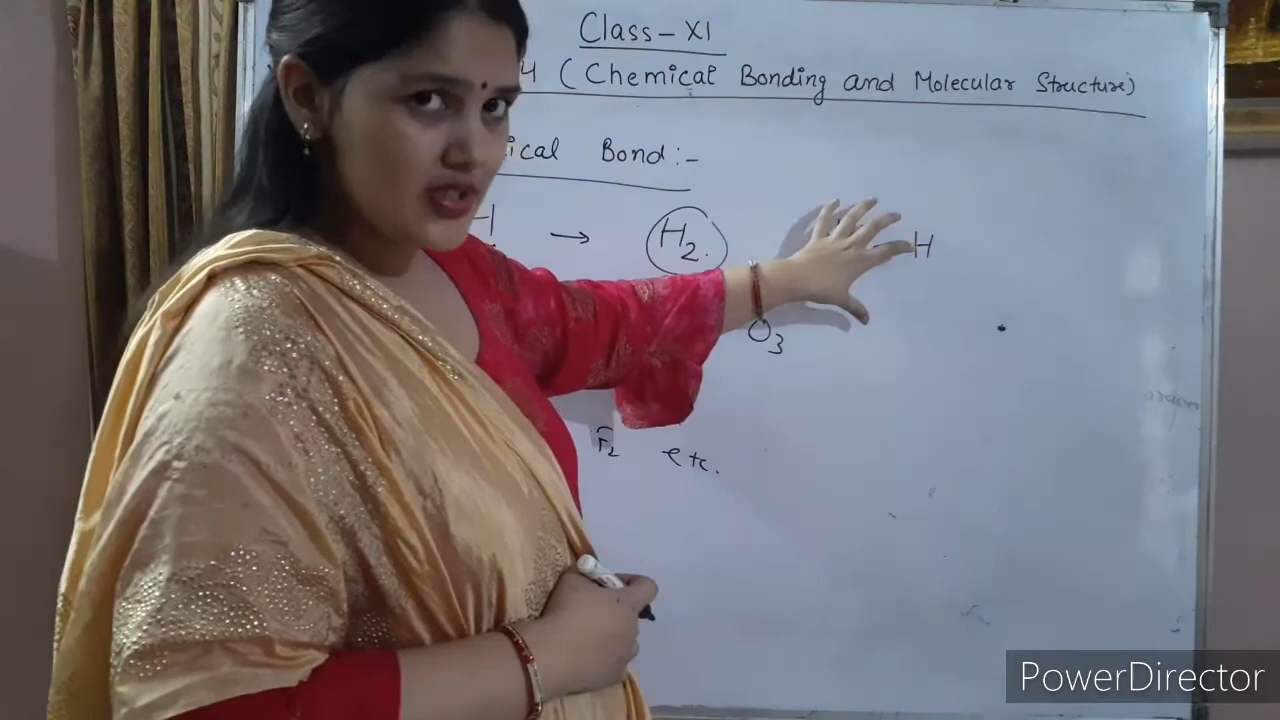 Class - XI
4 (Chemical Bonding and Molecular Structure)
ical Bond :-
H → H2. H
O3
F2 etc.
PowerDirector